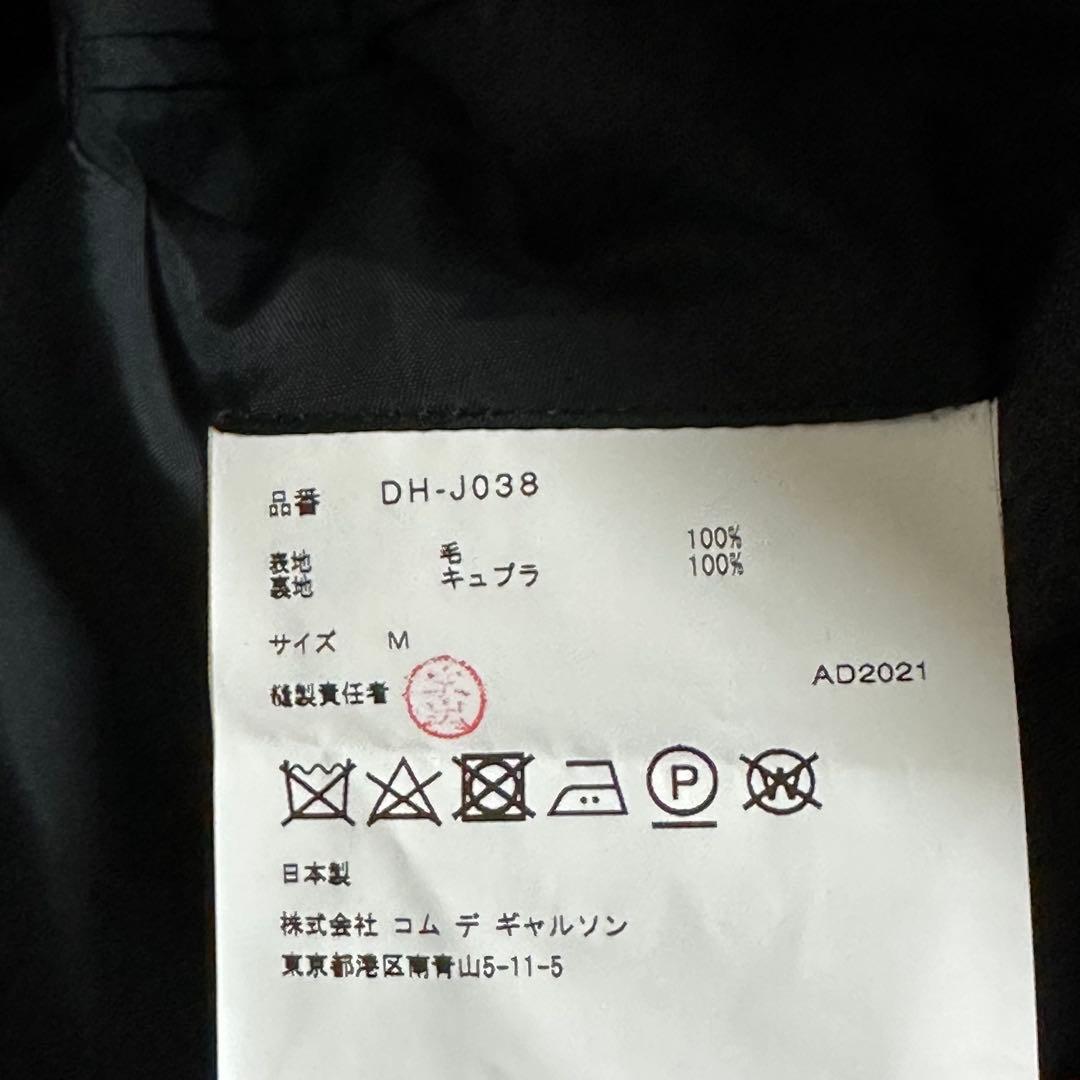 品番 DH-J038
表地 毛 100%
裏地 キュプラ 100%
サイズ M
AD2021
縫製責任者
P W
日本製
株式会社 コム デ ギャルソン
東京都港区南青山5-11-5